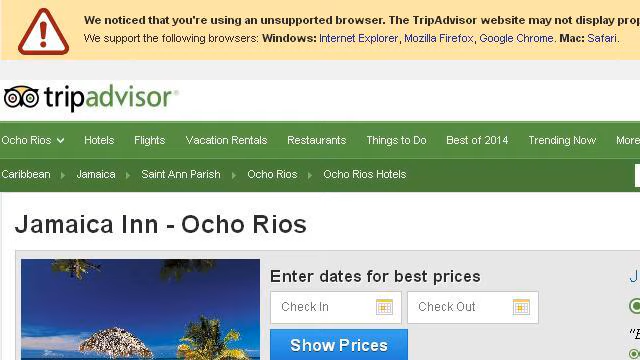 We noticed that you're using an unsupported browser. The TripAdvisor website may not display
We support the following browsers: Windows: Internet Explorer, Mozilla Firefox, Google Chrome. Mac: Safari.
tripadvisor®
Ocho Rios Hotels Flights Vacation Rentals Restaurants Things to Do Best of 2014 Trending Now More
Caribbean Jamaica Saint Ann Parish Ocho Rios Ocho Rios Hotels
Jamaica Inn - Ocho Rios
Enter dates for best prices
Check In Check Out
Show Prices